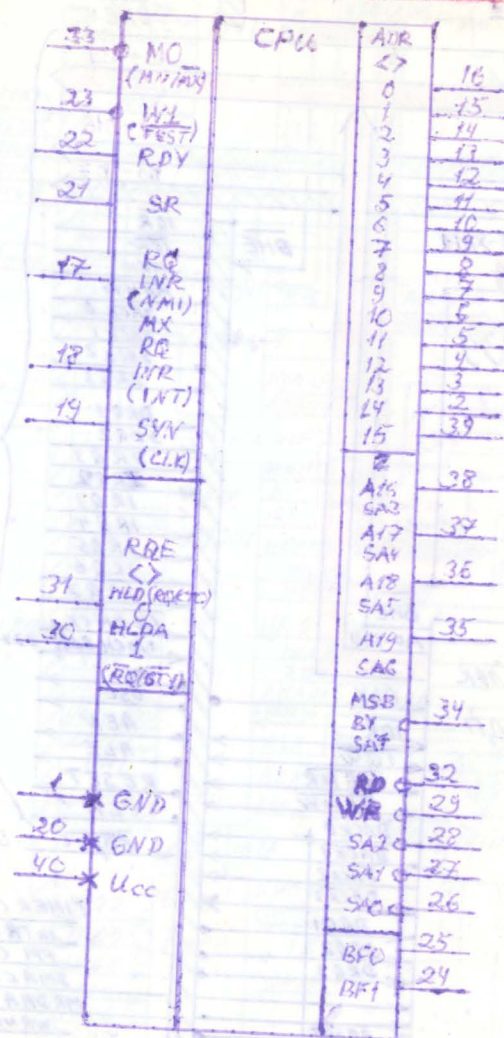 CPU
33 MO
(MN/MX)
23 W1
(TEST)
22 RDY
21 SR
17 RQ
INR
(NMI)
MX
RQ
18 INR
(INT)
19 SYN
(CLK)
RQE
<>
31 HLD(RQ/GT0)
0
30 HLDA
1
(RQ/GT1)
1 GND
20 GND
40 Ucc
ADR
<>
0 16
1 15
2 14
3 13
4 12
5 11
6 10
7 9
8 8
9 7
10 6
11 5
12 4
13 3
14 2
15 39
A16 38
SA3
A17 37
SA4
A18 36
SA5
A19 35
SA6
MSB
BY 34
SA7
RD 32
WR 29
SA2 28
SA1 27
SA0 26
BF0 25
BF1 24
BHE